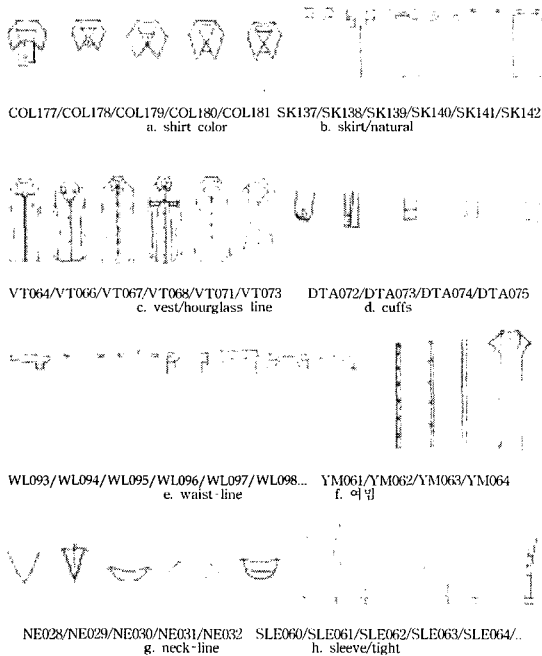 COL177/COL178/COL179/COL180/COL181 SK137/SK138/SK139/SK140/SK141/SK142
a. shirt color b. skirt/natural
VT064/VT066/VT067/VT068/VT071/VT073 DTA072/DTA073/DTA074/DTA075
c. vest/hourglass line d. cuffs
WL093/WL094/WL095/WL096/WL097/WL098... YM061/YM062/YM063/YM064
e. waist-line f. 여밈
NE028/NE029/NE030/NE031/NE032 SLE060/SLE061/SLE062/SLE063/SLE064/..
g. neck-line h. sleeve/tight